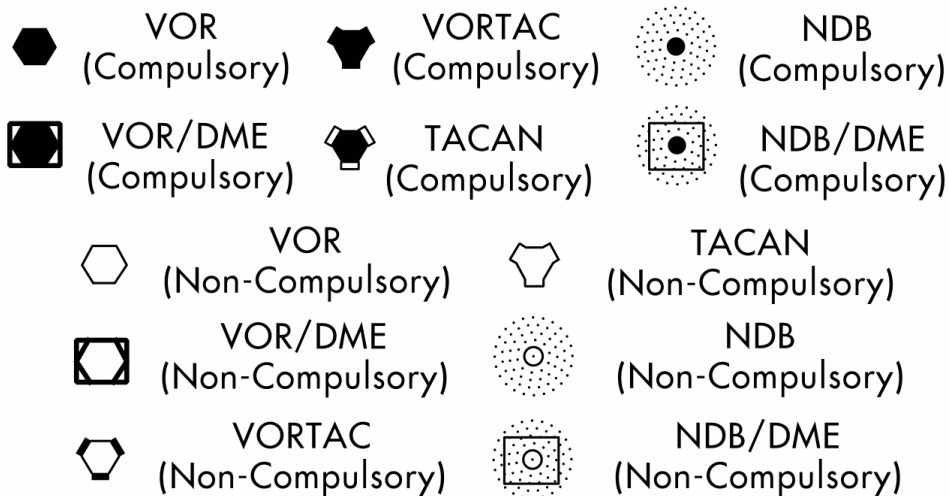 VOR
(Compulsory)
VORTAC
(Compulsory)
NDB
(Compulsory)
VOR/DME
(Compulsory)
TACAN
(Compulsory)
NDB/DME
(Compulsory)
VOR
(Non-Compulsory)
TACAN
(Non-Compulsory)
VOR/DME
(Non-Compulsory)
NDB
(Non-Compulsory)
VORTAC
(Non-Compulsory)
NDB/DME
(Non-Compulsory)